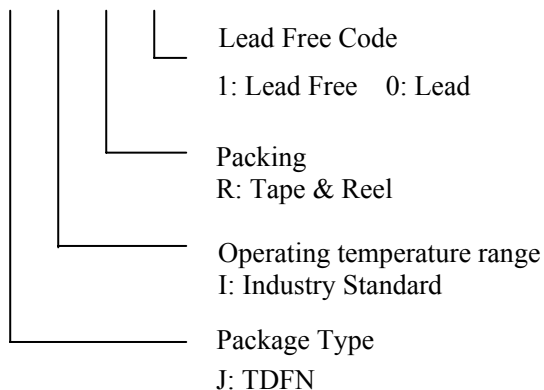 Lead Free Code
1: Lead Free 0: Lead
Packing
R: Tape & Reel
Operating temperature range
I: Industry Standard
Package Type
J: TDFN